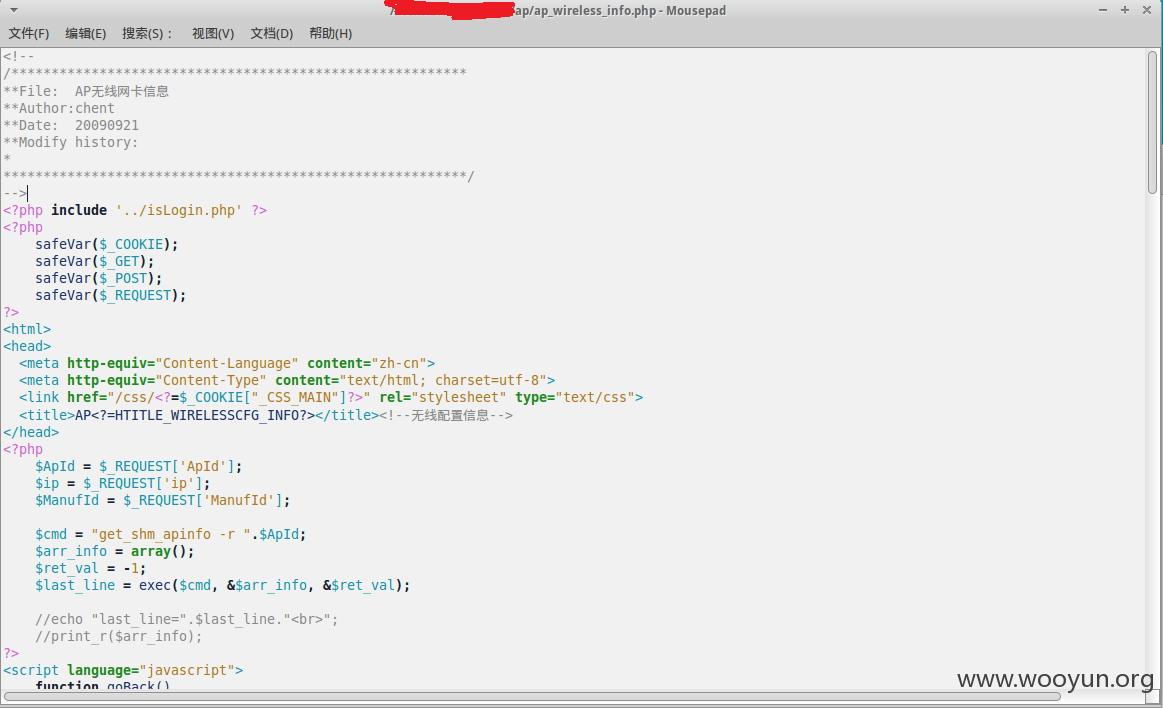 ap/ap_wireless_info.php - Mousepad
文件(F) 编辑(E) 搜索(S)： 视图(V) 文档(D) 帮助(H)
<!--
/*********************************************************
**File:  AP无线网卡信息
**Author:chent
**Date:  20090921
**Modify history:
*
**********************************************************/
-->
<?php include '../isLogin.php' ?>
<?php
    safeVar($_COOKIE);
    safeVar($_GET);
    safeVar($_POST);
    safeVar($_REQUEST);
?>
<html>
<head>
  <meta http-equiv="Content-Language" content="zh-cn">
  <meta http-equiv="Content-Type" content="text/html; charset=utf-8">
  <link href="/css/<?=$_COOKIE["_CSS_MAIN"]?>" rel="stylesheet" type="text/css">
  <title>AP<?=HTITLE_WIRELESSCFG_INFO?></title><!--无线配置信息-->
</head>
<?php
    $ApId = $_REQUEST['ApId'];
    $ip = $_REQUEST['ip'];
    $ManufId = $_REQUEST['ManufId'];
    $cmd = "get_shm_apinfo -r ".$ApId;
    $arr_info = array();
    $ret_val = -1;
    $last_line = exec($cmd, &$arr_info, &$ret_val);
    //echo "last_line=".$last_line."<br>";
    //print_r($arr_info);
?>
<script language="javascript">
    function goBack()
www.wooyun.org